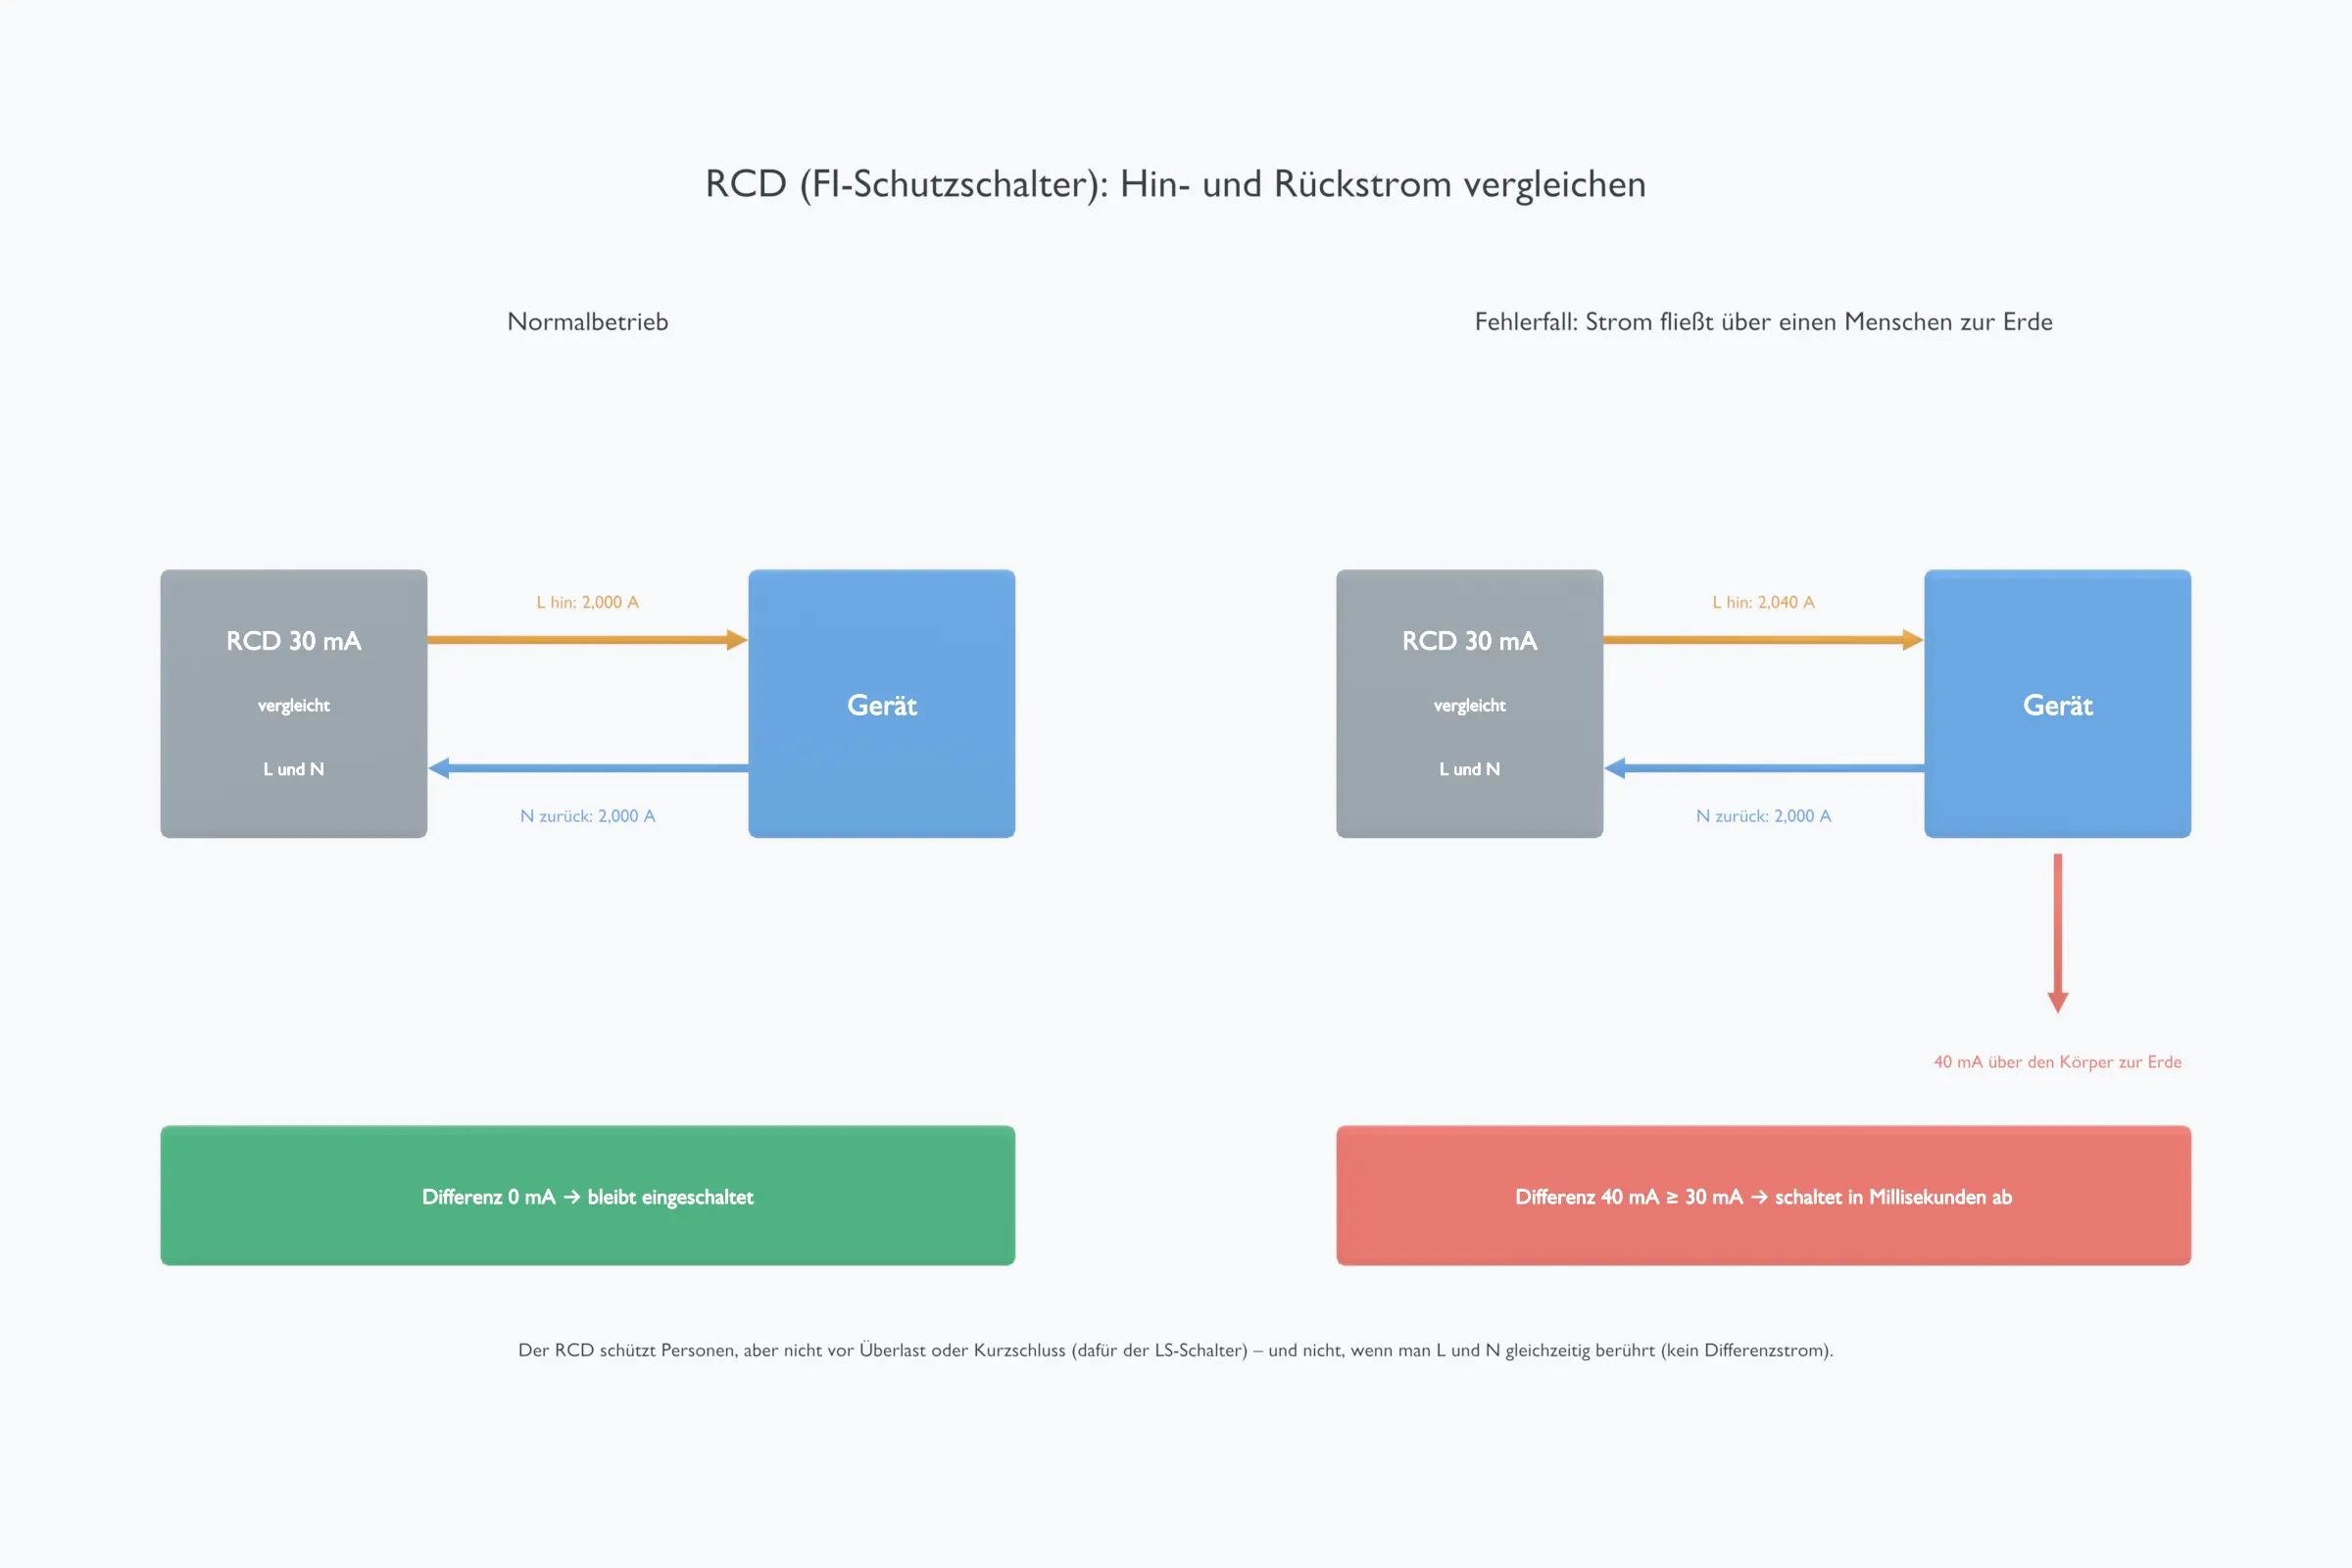 RCD (FI-Schutzschalter): Hin- und Rückstrom vergleichen
Normalbetrieb
RCD 30 mA
vergleicht
L und N
L hin: 2,000 A
N zurück: 2,000 A
Gerät
Differenz 0 mA → bleibt eingeschaltet
Fehlerfall: Strom fließt über einen Menschen zur Erde
RCD 30 mA
vergleicht
L und N
L hin: 2,040 A
N zurück: 2,000 A
Gerät
40 mA über den Körper zur Erde
Differenz 40 mA ≥ 30 mA → schaltet in Millisekunden ab
Der RCD schützt Personen, aber nicht vor Überlast oder Kurzschluss (dafür der LS-Schalter) – und nicht, wenn man L und N gleichzeitig berührt (kein Differenzstrom).